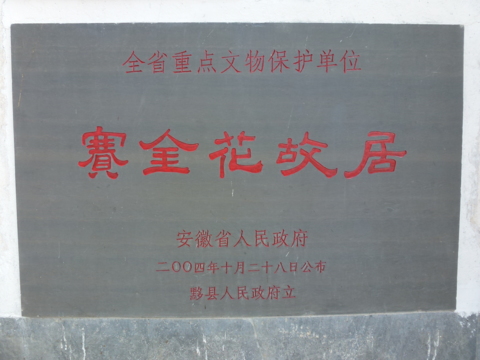 全省重点文物保护单位
賽金花故居
安徽省人民政府
二〇〇四年十月二十八日公布
黟县人民政府立